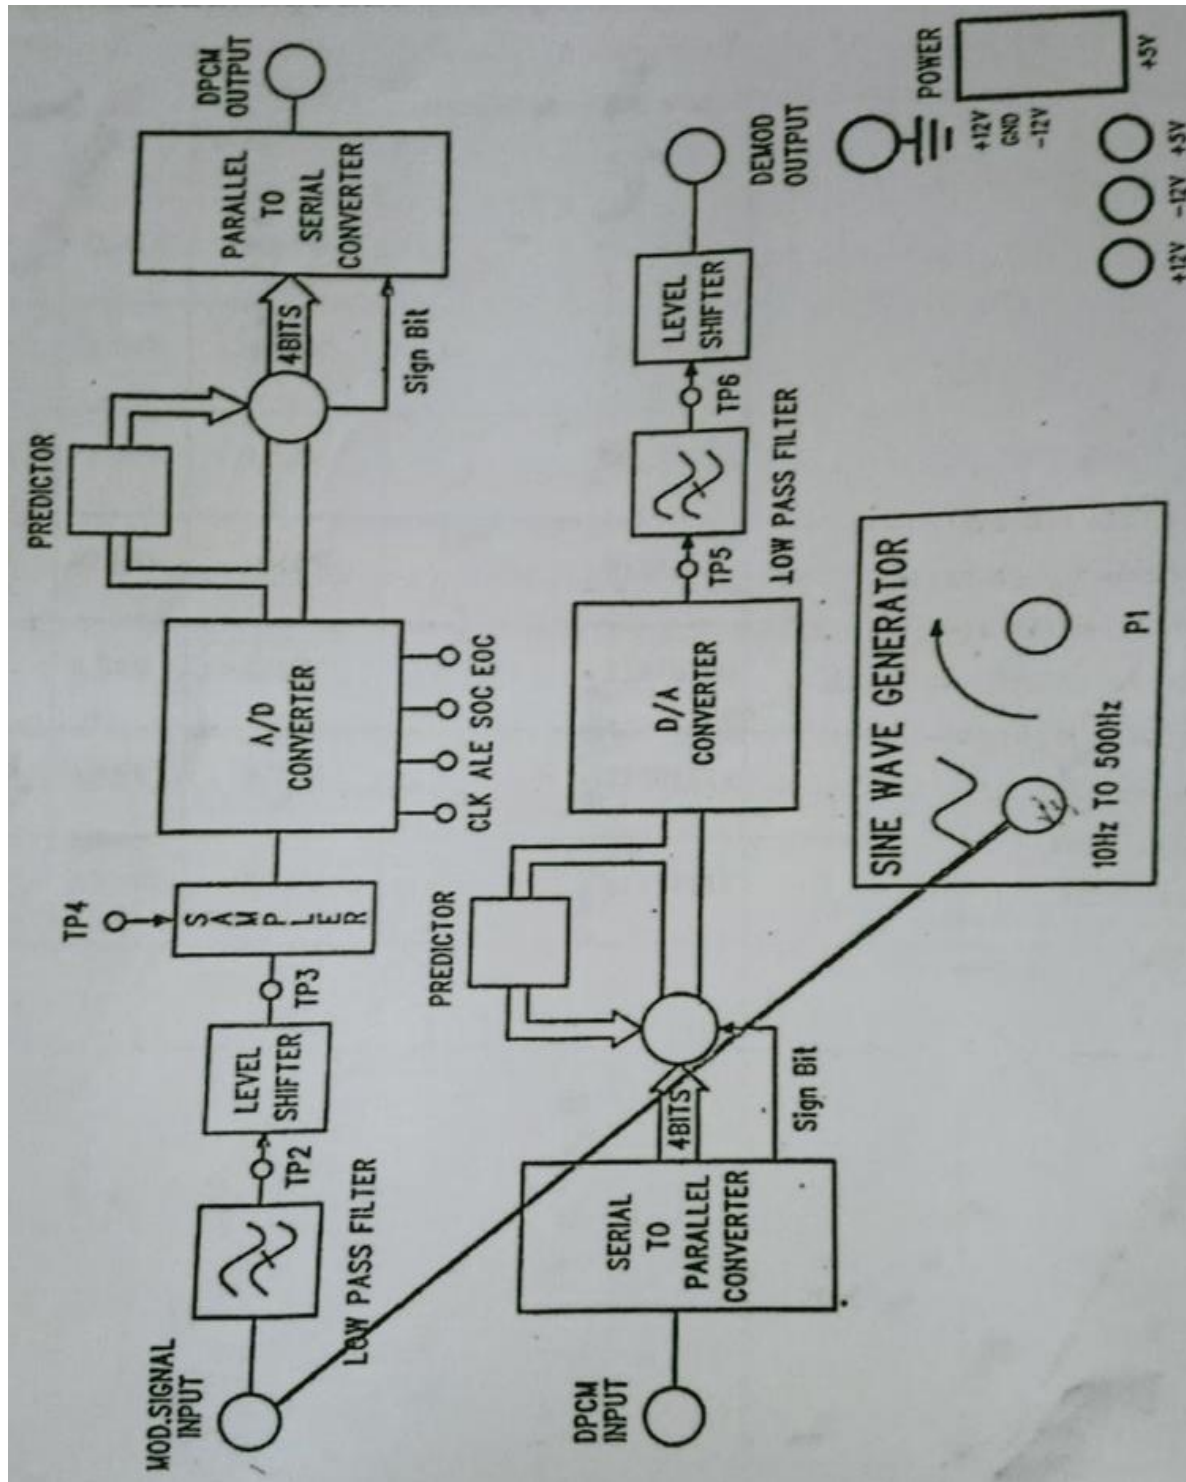 PREDICTOR
DPCM
OUTPUT
TP4
MOD.SIGNAL
INPUT
LOW PASS FILTER
TP2
LEVEL
SHIFTER
TP3
SAMPLER
A/D
CONVERTER
CLK ALE SOC EOC
4BITS
Sign Bit
PARALLEL
TO
SERIAL
CONVERTER
PREDICTOR
DPCM
INPUT
SERIAL
TO
PARALLEL
CONVERTER
4BITS
Sign Bit
D/A
CONVERTER
TP5
LOW PASS FILTER
TP6
LEVEL
SHIFTER
DEMOD
OUTPUT
SINE WAVE GENERATOR
10Hz TO 500Hz
P1
POWER
+12V
GND
-12V
+5V
+12V -12V +5V